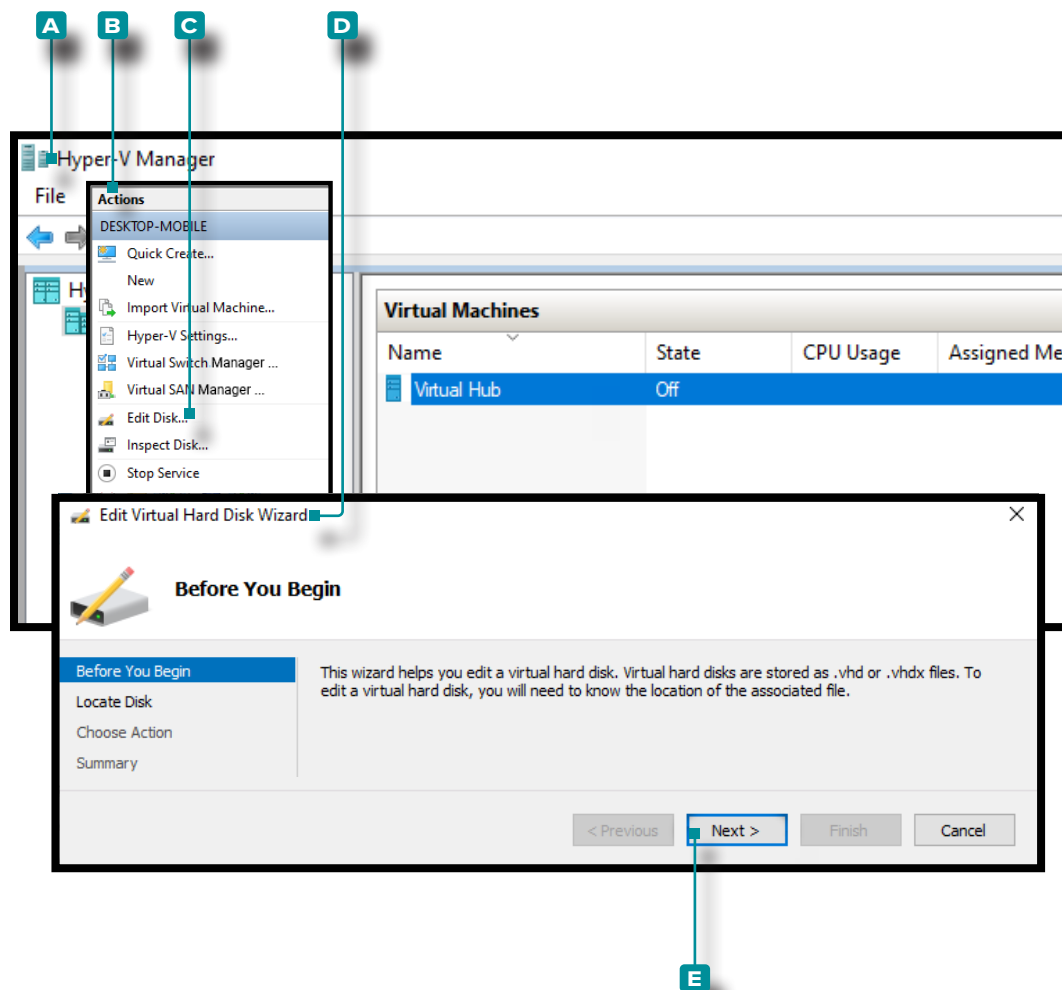 A B C D
Hyper-V Manager
File
Actions
DESKTOP-MOBILE
Quick Create...
New
Import Virtual Machine...
Hyper-V Settings...
Virtual Switch Manager ...
Virtual SAN Manager ...
Edit Disk...
Inspect Disk...
Stop Service
Virtual Machines
Name State CPU Usage Assigned Me
Virtual Hub Off
Edit Virtual Hard Disk Wizard
Before You Begin
Before You Begin
Locate Disk
Choose Action
Summary
This wizard helps you edit a virtual hard disk. Virtual hard disks are stored as .vhd or .vhdx files. To
edit a virtual hard disk, you will need to know the location of the associated file.
< Previous Next > Finish Cancel
E